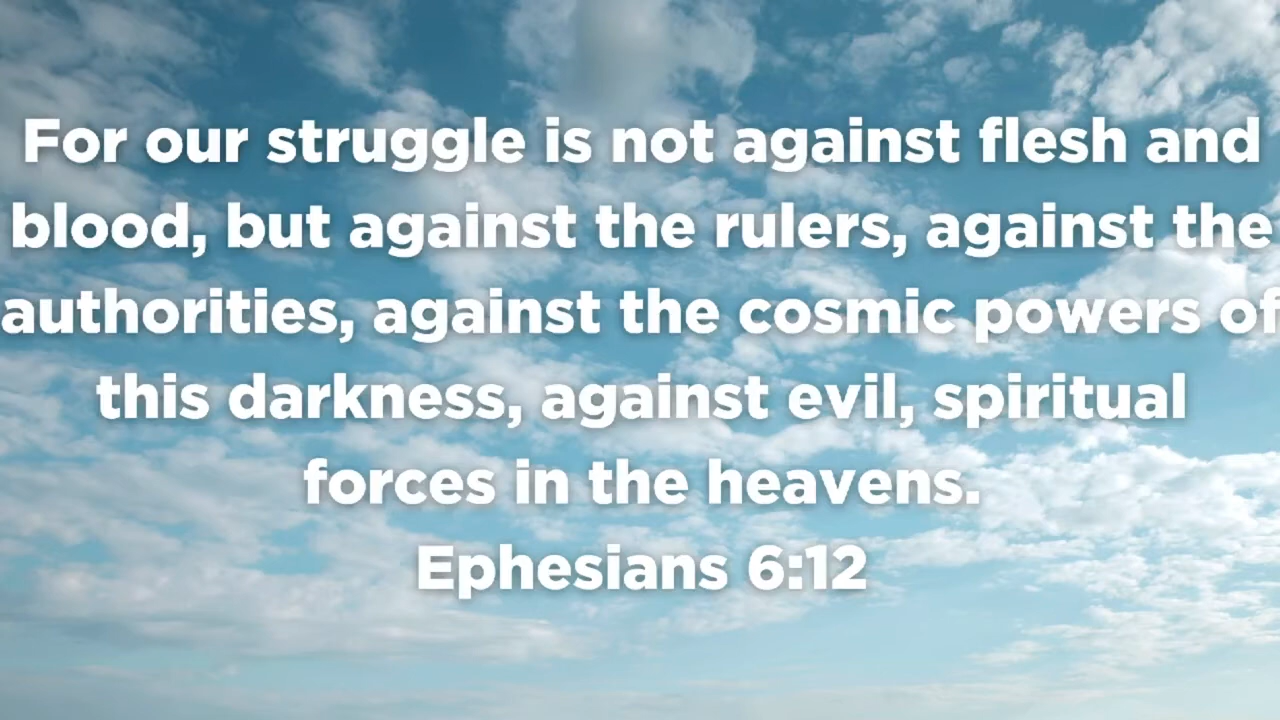 For our struggle is not against flesh and
blood, but against the rulers, against the
authorities, against the cosmic powers of
this darkness, against evil, spiritual
forces in the heavens.
Ephesians 6:12